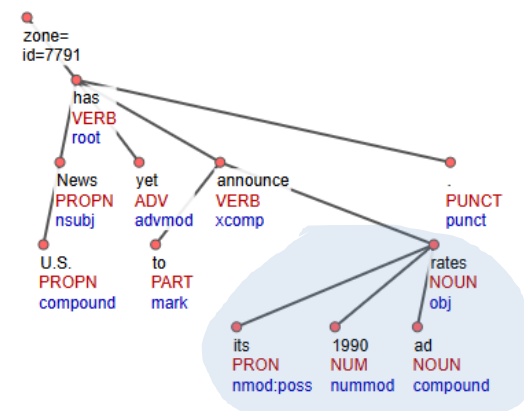 zone=
id=7791
has
VERB
root
News
PROPN
nsubj
yet
ADV
advmod
announce
VERB
xcomp
.
PUNCT
punct
U.S.
PROPN
compound
to
PART
mark
rates
NOUN
obj
its
PRON
nmod:poss
1990
NUM
nummod
ad
NOUN
compound